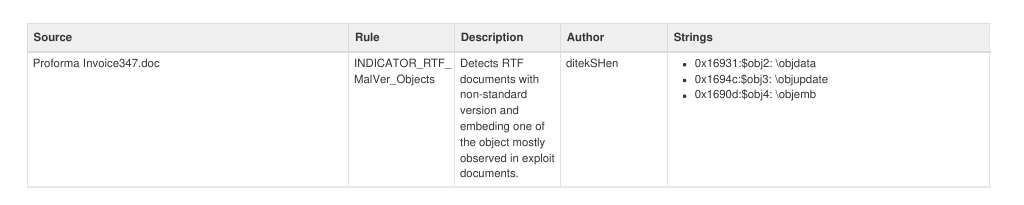 Source Rule Description Author Strings
Proforma Invoice347.doc INDICATOR_RTF_ Detects RTF ditekSHen • 0x16931:$obj2: \objdata
MalVer_Objects documents with • 0x1694c:$obj3: \objupdate
non-standard • 0x1690d:$obj4: \objemb
version and
embeding one of
the object mostly
observed in exploit
documents.